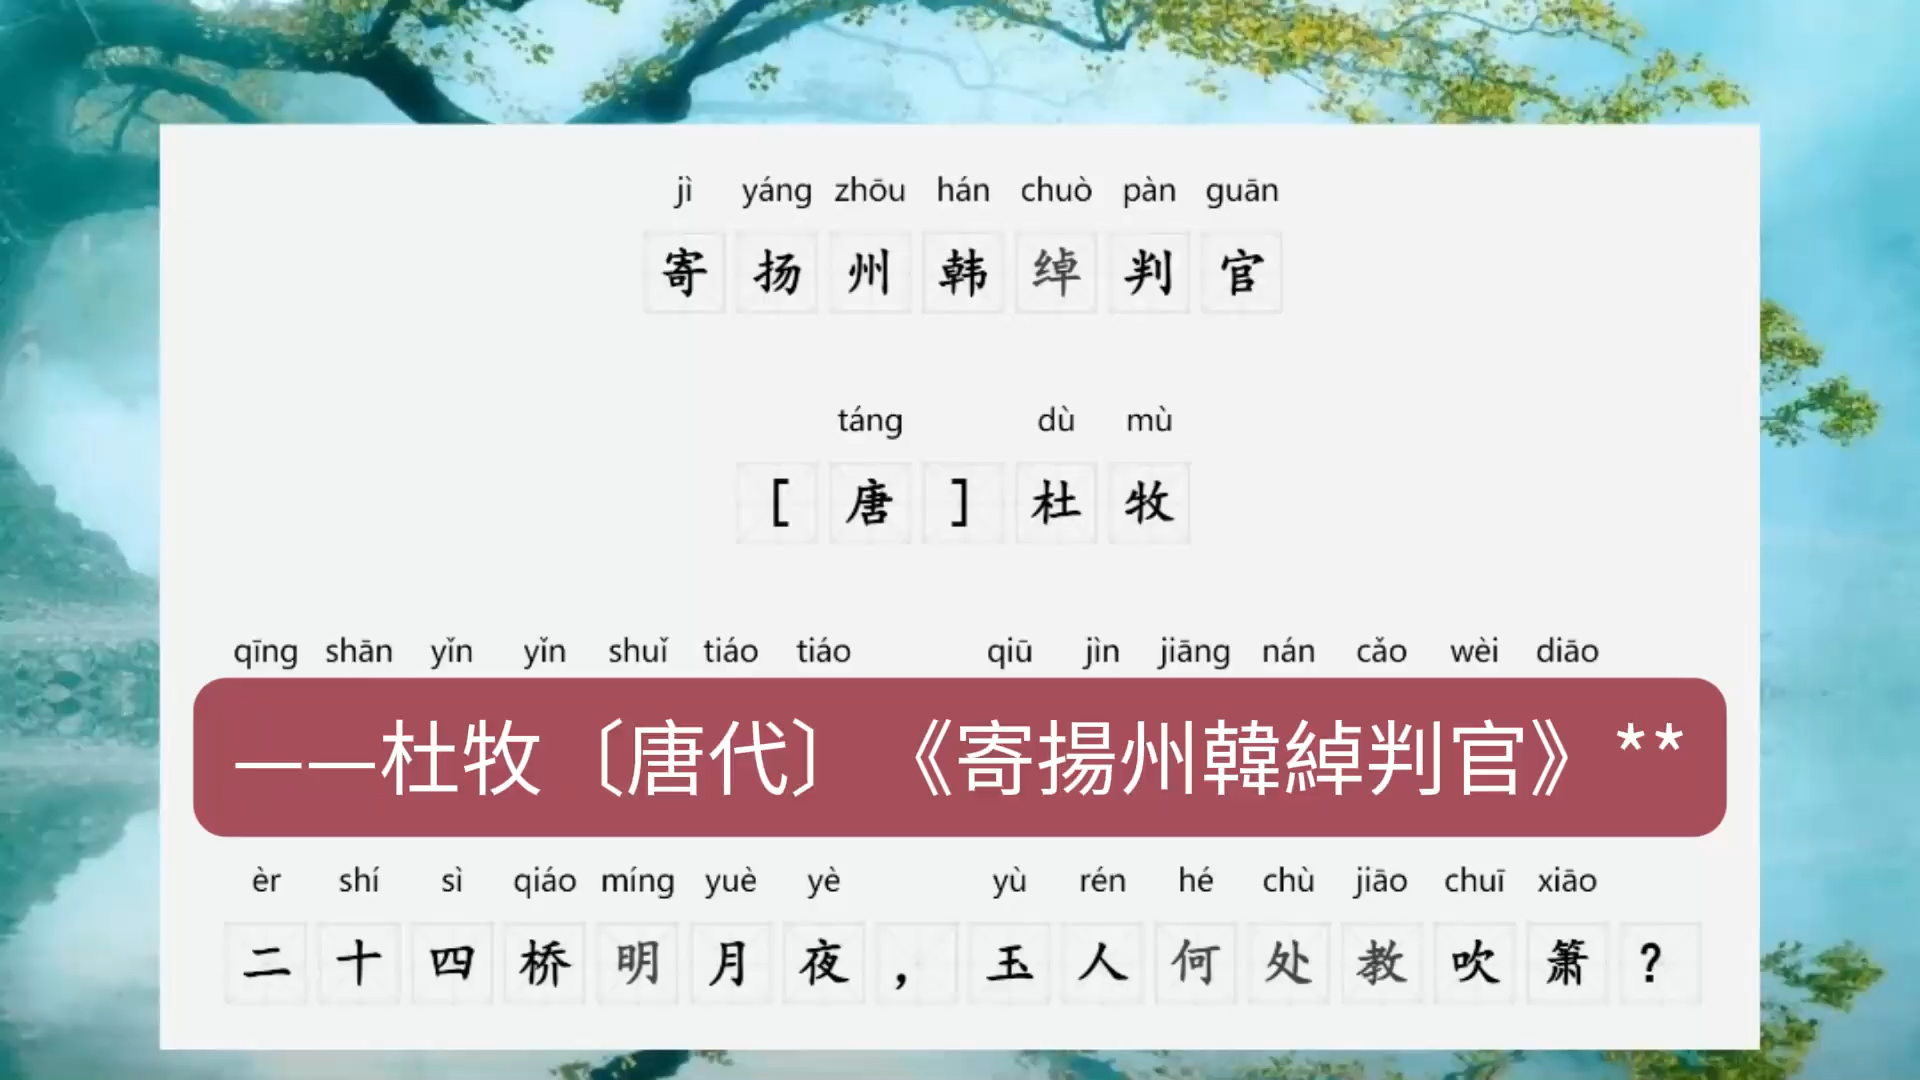 jì yáng zhōu hán chuò pàn guān
寄扬州韩绰判官
táng dù mù
[唐]杜牧
qīng shān yǐn yǐn shuǐ tiáo tiáo qiū jìn jiāng nán cǎo wèi diāo
——杜牧〔唐代〕《寄揚州韓綽判官》**
èr shí sì qiáo míng yuè yè yù rén hé chù jiāo chuī xiāo
二十四桥明月夜，玉人何处教吹箫？